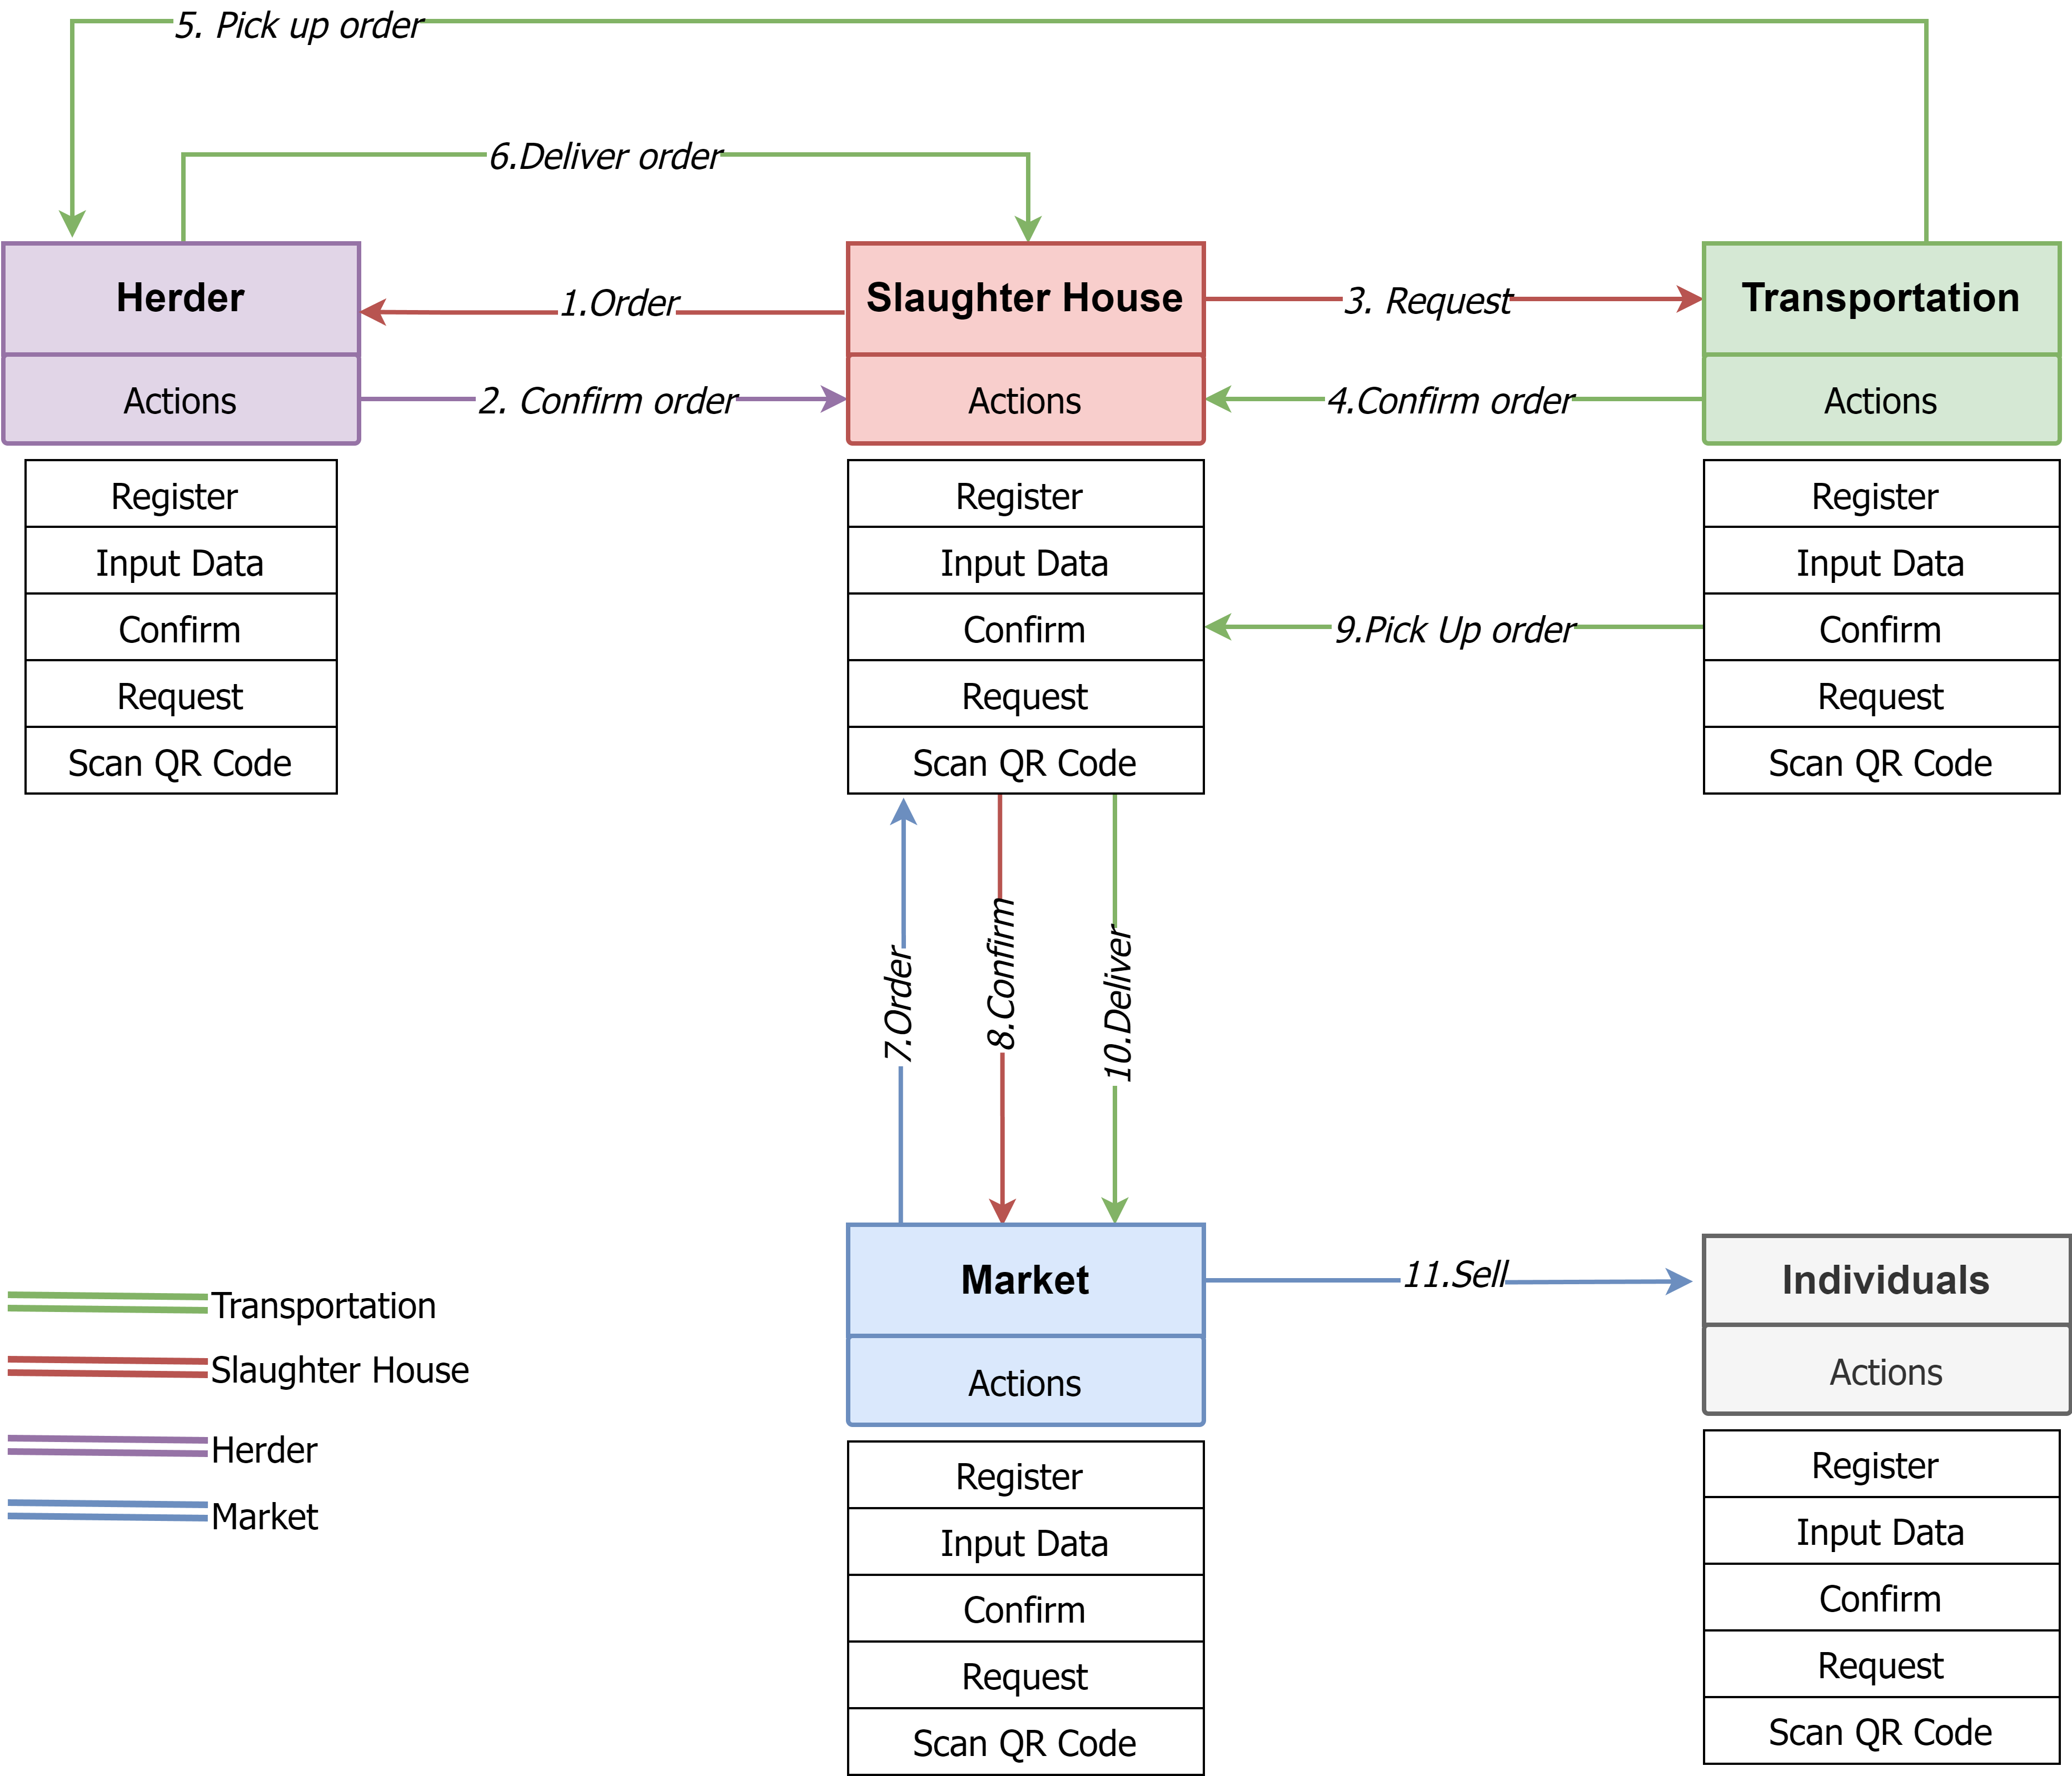 5. Pick up order
6.Deliver order
Herder
Actions
Register
Input Data
Confirm
Request
Scan QR Code
1.Order
2. Confirm order
Slaughter House
Actions
Register
Input Data
Confirm
Request
Scan QR Code
3. Request
4.Confirm order
9.Pick Up order
Transportation
Actions
Register
Input Data
Confirm
Request
Scan QR Code
7.Order
8.Confirm
10.Deliver
Market
Actions
Register
Input Data
Confirm
Request
Scan QR Code
11.Sell
Individuals
Actions
Register
Input Data
Confirm
Request
Scan QR Code
Transportation
Slaughter House
Herder
Market